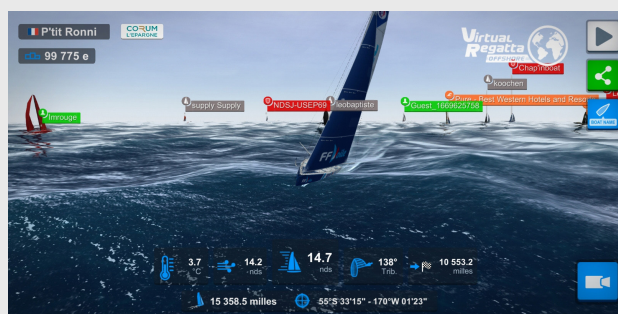 P'tit Ronni
CORUM
L'ÉPARGNE
99 775 e
Virtual
Regatta
OFFSHORE
Chap'inboat
koochen
Pure - Best Western Hotels and Resor
Imrouge
supply Supply
NDSJ-USEP69
leobaptiste
Guest_1669625758
BOAT NAME
3.7
°C
14.2
nds
14.7
nds
138°
Trib.
10 553.2
milles
15 358.5 milles
55°S 33'15" - 170°W 01'23"